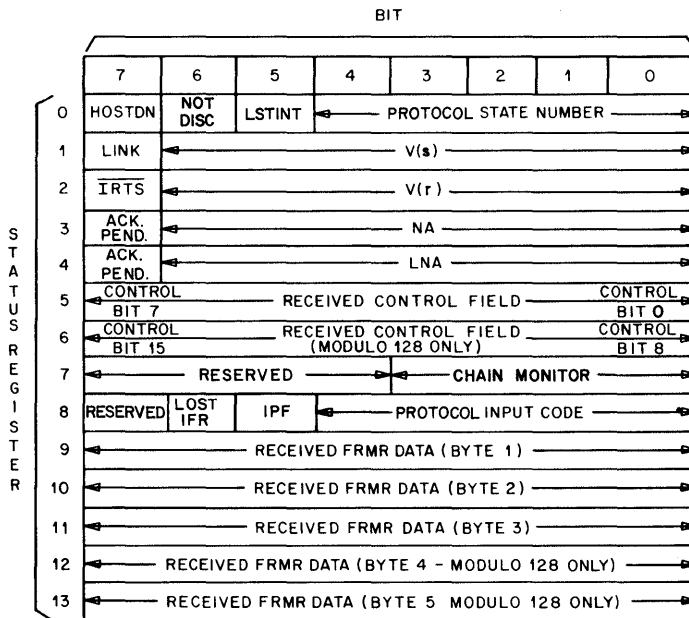 BIT
7 6 5 4 3 2 1 0
STATUS REGISTER
0 HOSTDN NOT DISC LSTINT PROTOCOL STATE NUMBER
1 LINK V(s)
2 IRTS V(r)
3 ACK. PEND. NA
4 ACK. PEND. LNA
5 CONTROL BIT 7 RECEIVED CONTROL FIELD CONTROL BIT 0
6 CONTROL BIT 15 RECEIVED CONTROL FIELD (MODULO 128 ONLY) CONTROL BIT 8
7 RESERVED CHAIN MONITOR
8 RESERVED LOST IFR IPF PROTOCOL INPUT CODE
9 RECEIVED FRMR DATA (BYTE 1)
10 RECEIVED FRMR DATA (BYTE 2)
11 RECEIVED FRMR DATA (BYTE 3)
12 RECEIVED FRMR DATA (BYTE 4 - MODULO 128 ONLY)
13 RECEIVED FRMR DATA (BYTE 5 MODULO 128 ONLY)